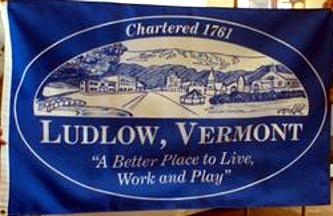 Chartered 1761
LUDLOW, VERMONT
“A Better Place to Live,
Work and Play”